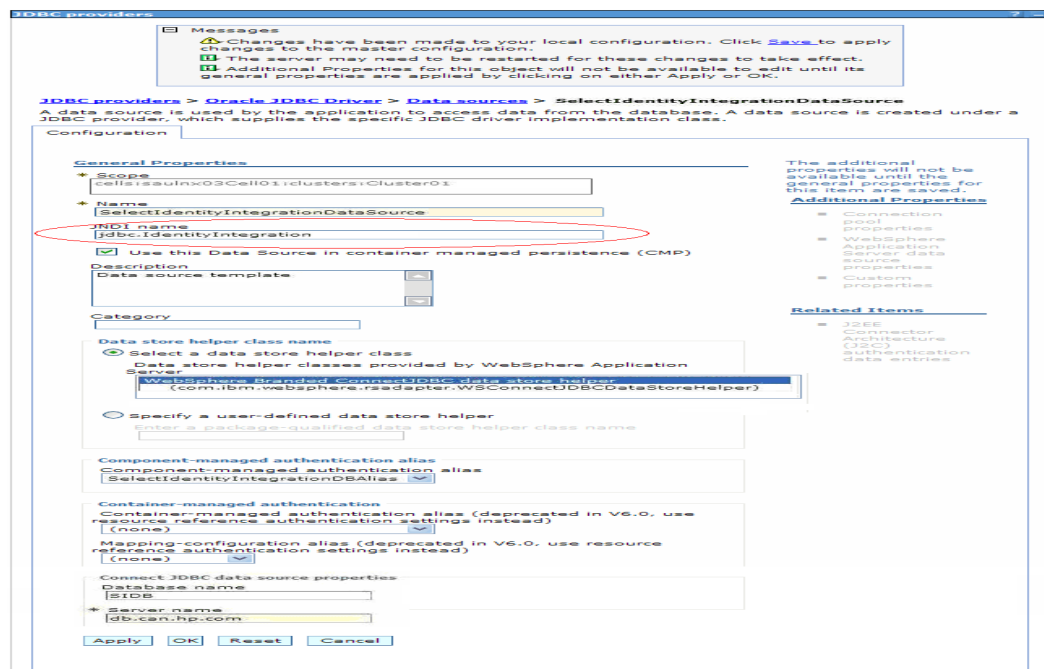 JDBC providers ? –
Messages
Changes have been made to your local configuration. Click Save to apply
changes to the master configuration.
The server may need to be restarted for these changes to take effect.
Additional Properties for this object will not be available to edit until its
general properties are applied by clicking on either Apply or OK.
JDBC providers > Oracle JDBC Driver > Data sources > SelectIdentityIntegrationDataSource
A data source is used by the application to access data from the database. A data source is created under a
JDBC provider, which supplies the specific JDBC driver implementation class.
Configuration
General Properties
Scope
cells:saulnx03Cell01:clusters:Cluster01
Name
SelectIdentityIntegrationDataSource
JNDI name
jdbc.IdentityIntegration
Use this Data Source in container managed persistence (CMP)
Description
Data source template
Category
Data store helper class name
Select a data store helper class
Data store helper classes provided by WebSphere Application
Server
WebSphere Branded ConnectJDBC data store helper
(com.ibm.websphere.rsadapter.WSConnectJDBCDataStoreHelper)
Specify a user-defined data store helper
Enter a package-qualified data store helper class name
Component-managed authentication alias
Component-managed authentication alias
SelectIdentityIntegrationDBAlias
Container-managed authentication
Container-managed authentication alias (deprecated in V6.0, use
resource reference authentication settings instead)
(none)
Mapping-configuration alias (deprecated in V6.0, use resource
reference authentication settings instead)
(none)
Connect JDBC data source properties
Database name
SIDB
Server name
db.can.hp.com
Apply OK Reset Cancel
The additional
properties will not be
available until the
general properties for
this item are saved.
Additional Properties
Connection
pool
properties
WebSphere
Application
Server data
source
properties
Custom
properties
Related Items
J2EE
Connector
Architecture
(J2C)
authentication
data entries